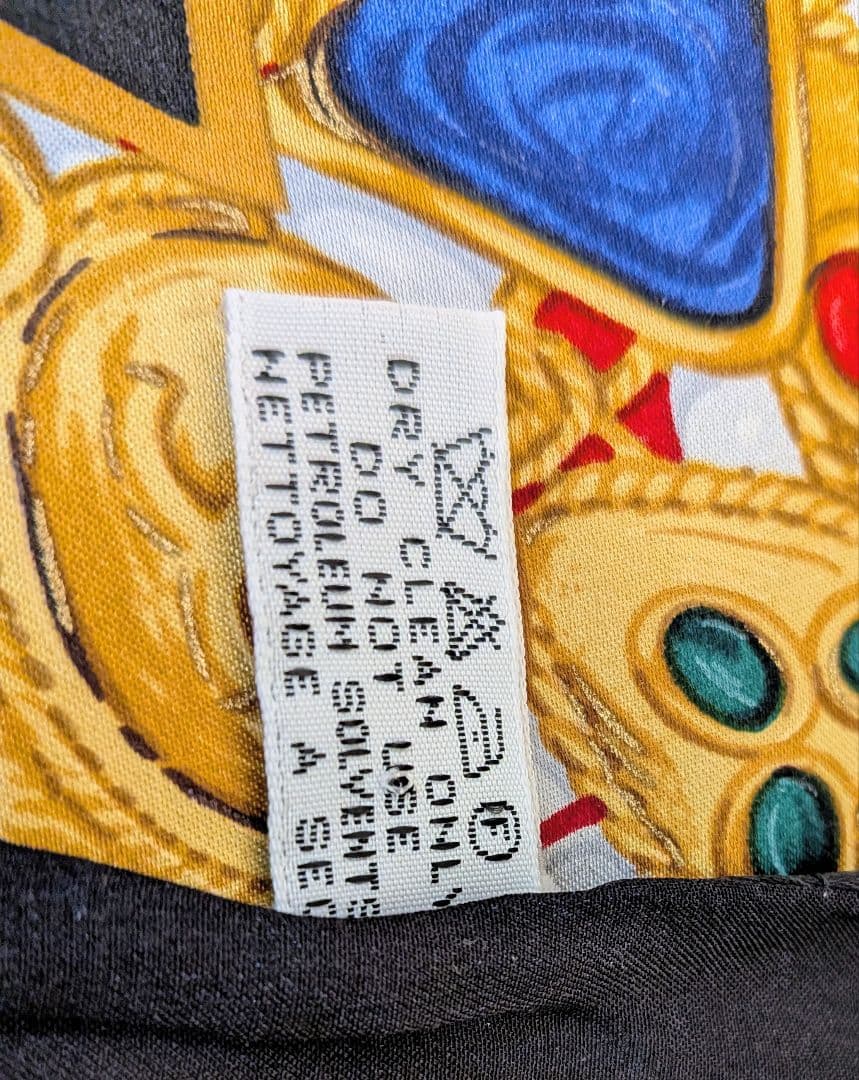 F
DRY CLEAN ONLY
DO NOT USE
PETROLEUM SOLVENTS
NETTOYAGE A SEC